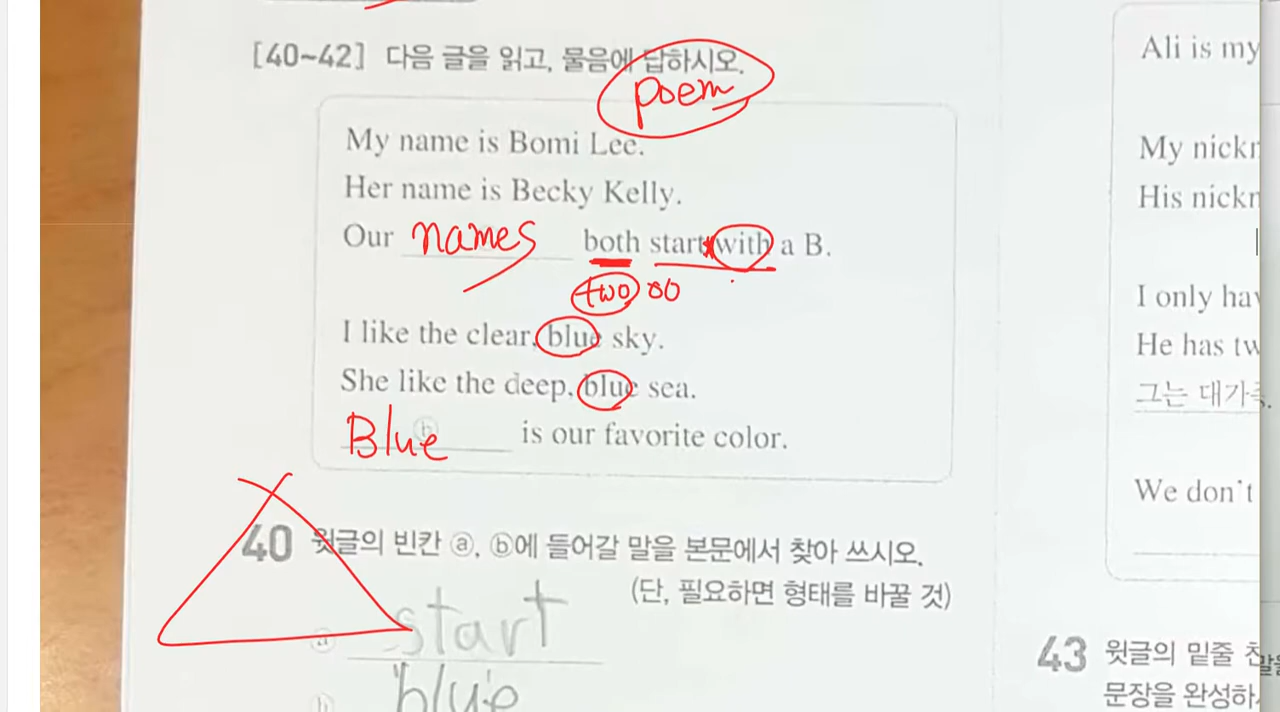 [40~42] 다음 글을 읽고, 물음에 답하시오.
poem
My name is Bomi Lee.
Her name is Becky Kelly.
Our names both start with a B.
two
I like the clear, blue sky.
She like the deep, blue sea.
Blue ⓑ is our favorite color.
40 윗글의 빈칸 ⓐ, ⓑ에 들어갈 말을 본문에서 찾아 쓰시오.
(단, 필요하면 형태를 바꿀 것)
ⓐ start
ⓑ blue
Ali is my
My nickn
His nickn
I only hav
He has tw
그는 대가족
We don't
43 윗글의 밑줄 친
문장을 완성하